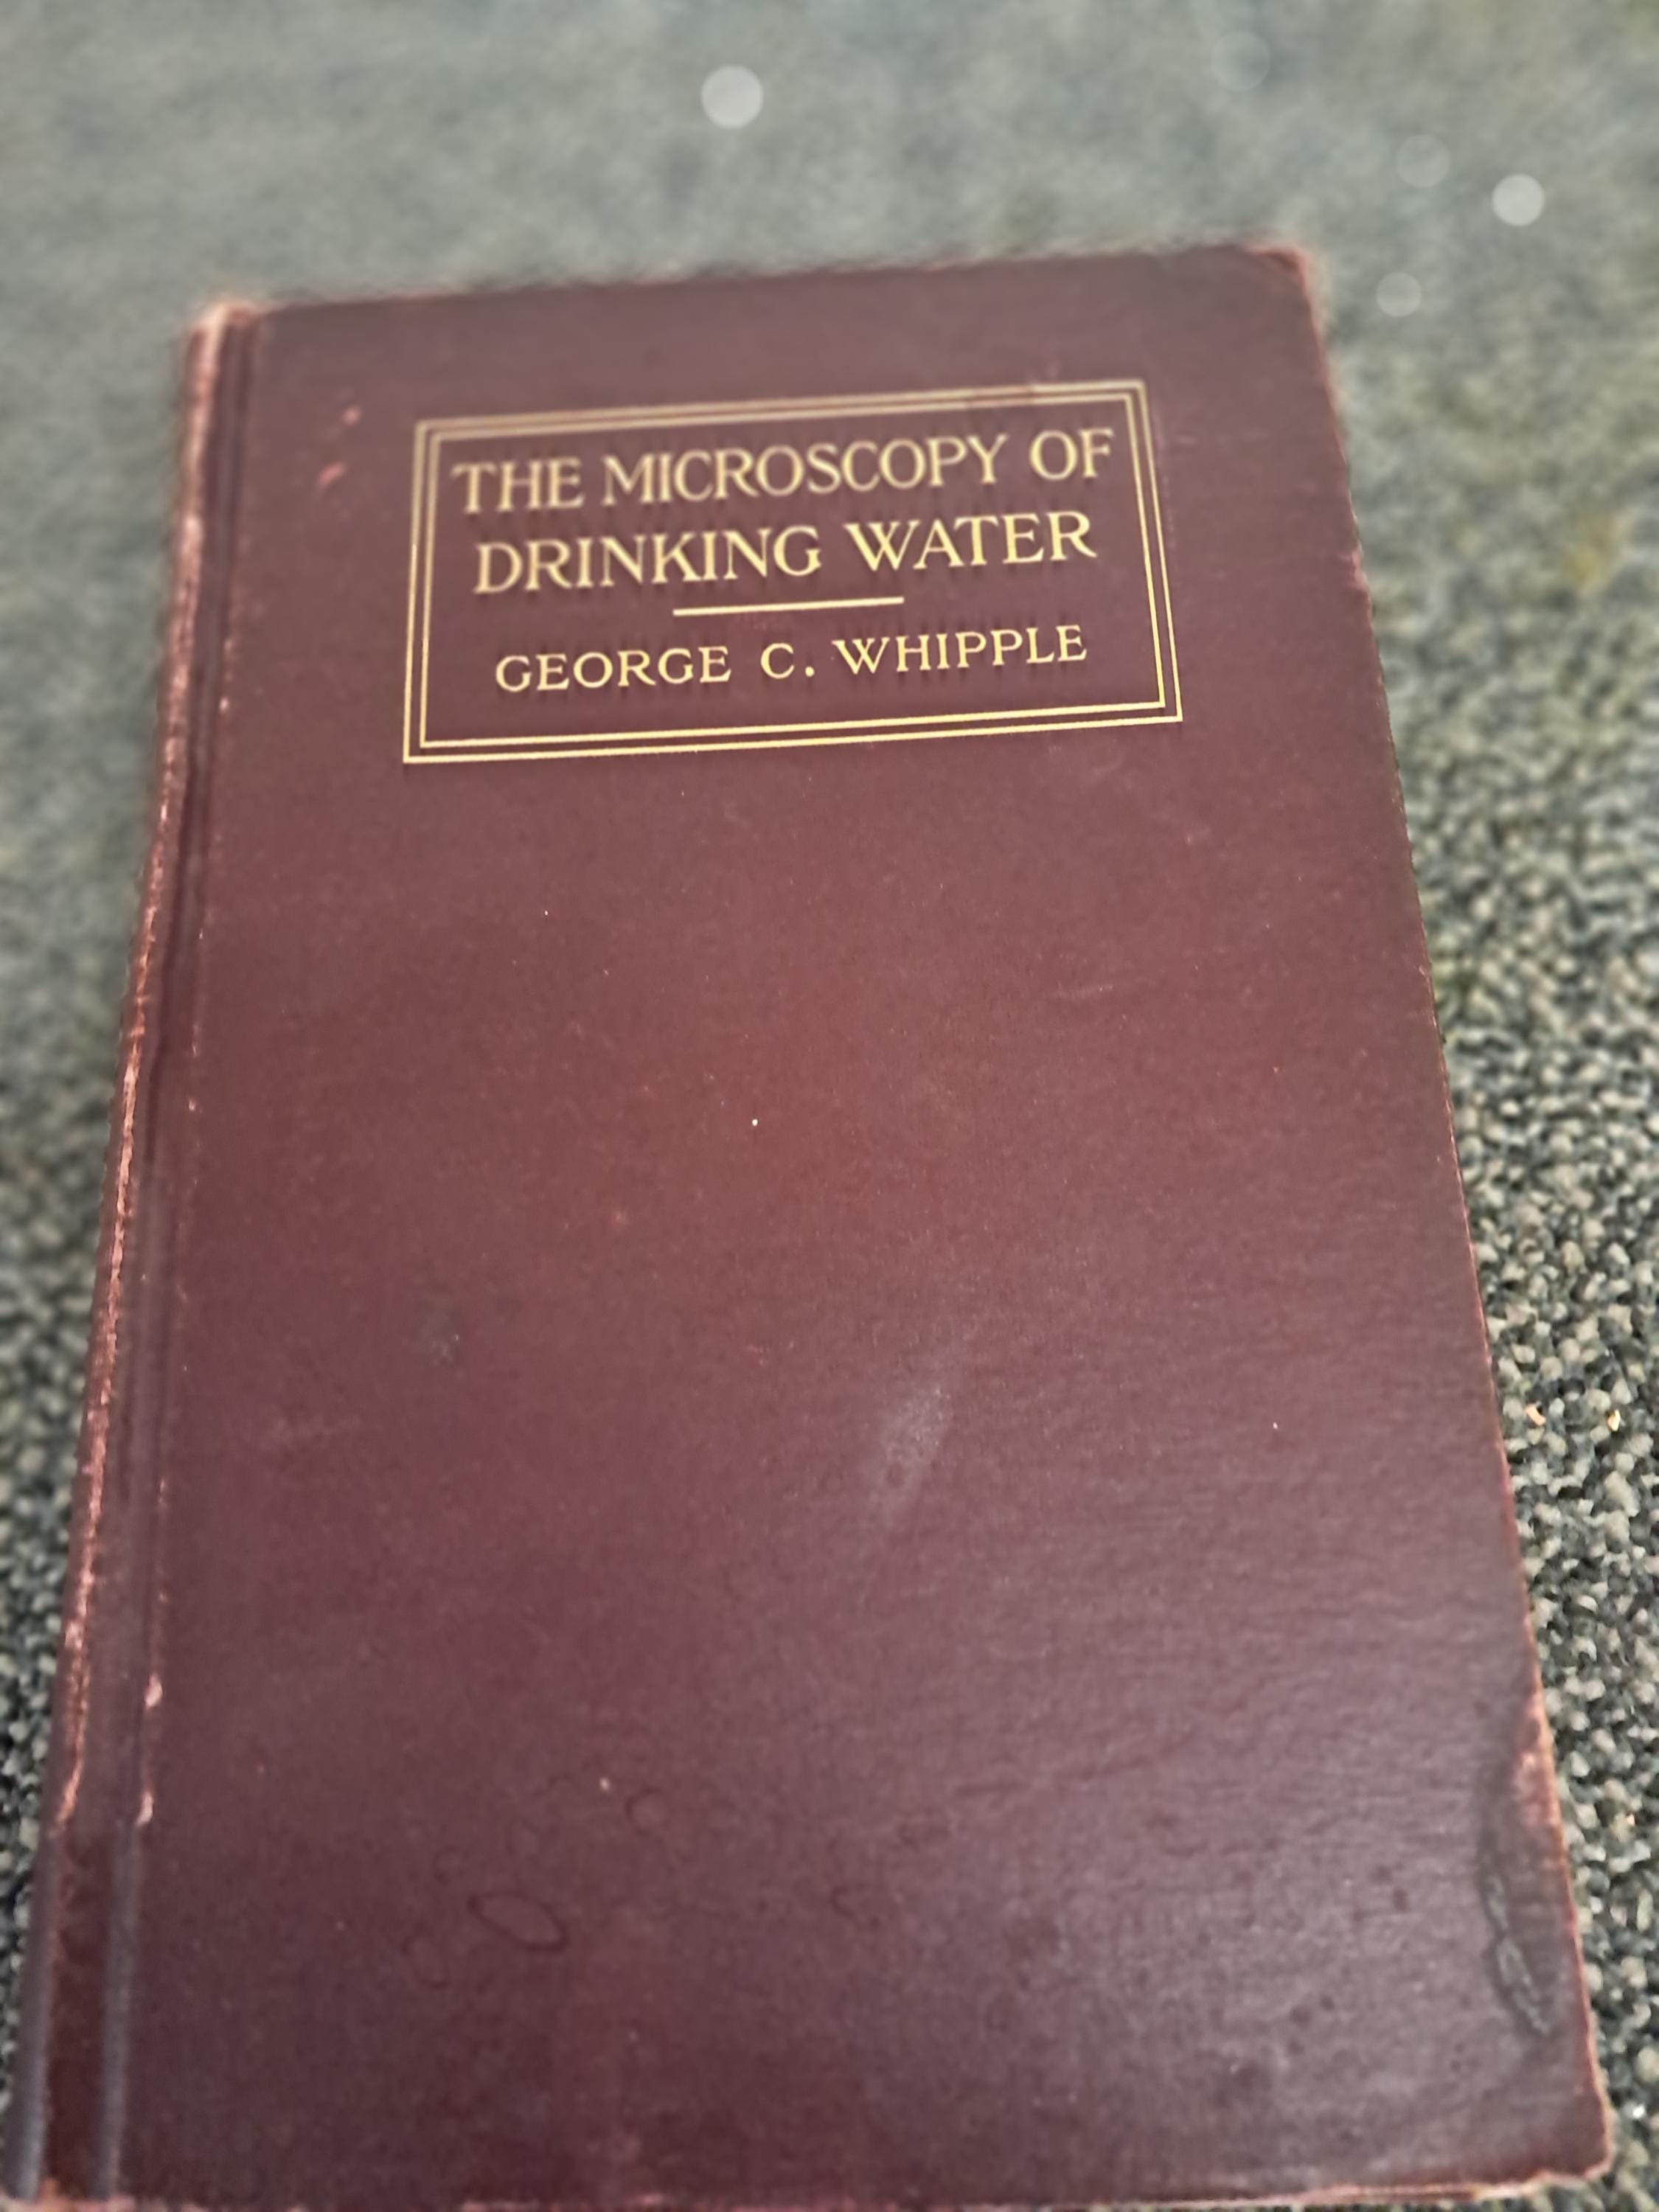 THE MICROSCOPY OF
DRINKING WATER
GEORGE C. WHIPPLE